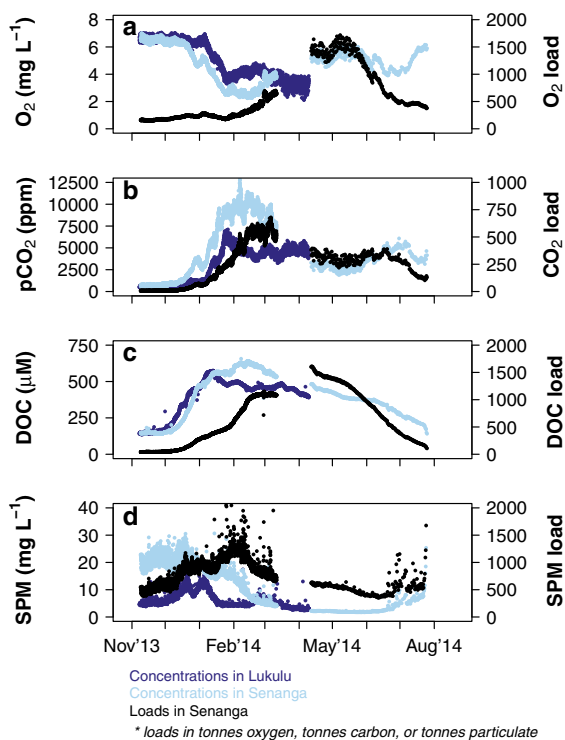 a
O2 (mg L−1)
8
6
4
2
0
2000
1500
1000
500
0
O2 load
b
pCO2 (ppm)
12500
10000
7500
5000
2500
0
1000
750
500
250
0
CO2 load
c
DOC (μM)
750
500
250
0
2000
1500
1000
500
0
DOC load
d
SPM (mg L−1)
40
30
20
10
0
2000
1500
1000
500
0
SPM load
Nov'13 Feb'14 May'14 Aug'14
Concentrations in Lukulu
Concentrations in Senanga
Loads in Senanga
* loads in tonnes oxygen, tonnes carbon, or tonnes particulate